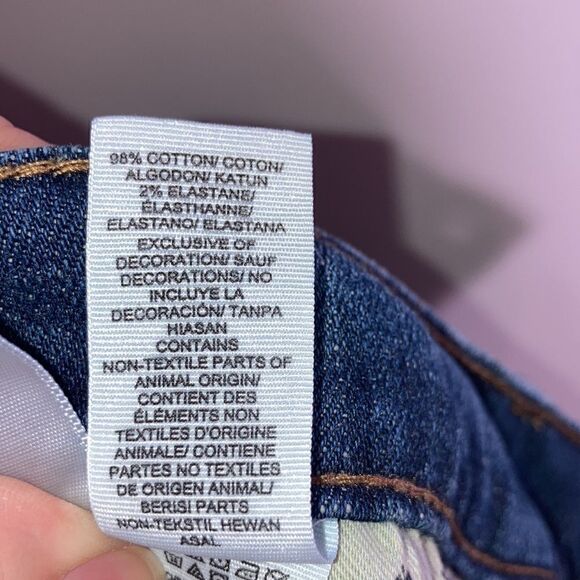 98% COTTON/ COTON/
ALGODON/ KATUN
2% ELASTANE/
ÉLASTHANNE/
ELASTANO/ ELASTANA
EXCLUSIVE OF
DECORATION/ SAUF
DECORATIONS/ NO
INCLUYE LA
DECORACIÓN/ TANPA
HIASAN
CONTAINS
NON-TEXTILE PARTS OF
ANIMAL ORIGIN/
CONTIENT DES
ÉLÉMENTS NON
TEXTILES D'ORIGINE
ANIMALE/ CONTIENE
PARTES NO TEXTILES
DE ORIGEN ANIMAL/
BERISI PARTS
NON-TEKSTIL HEWAN
ASAL